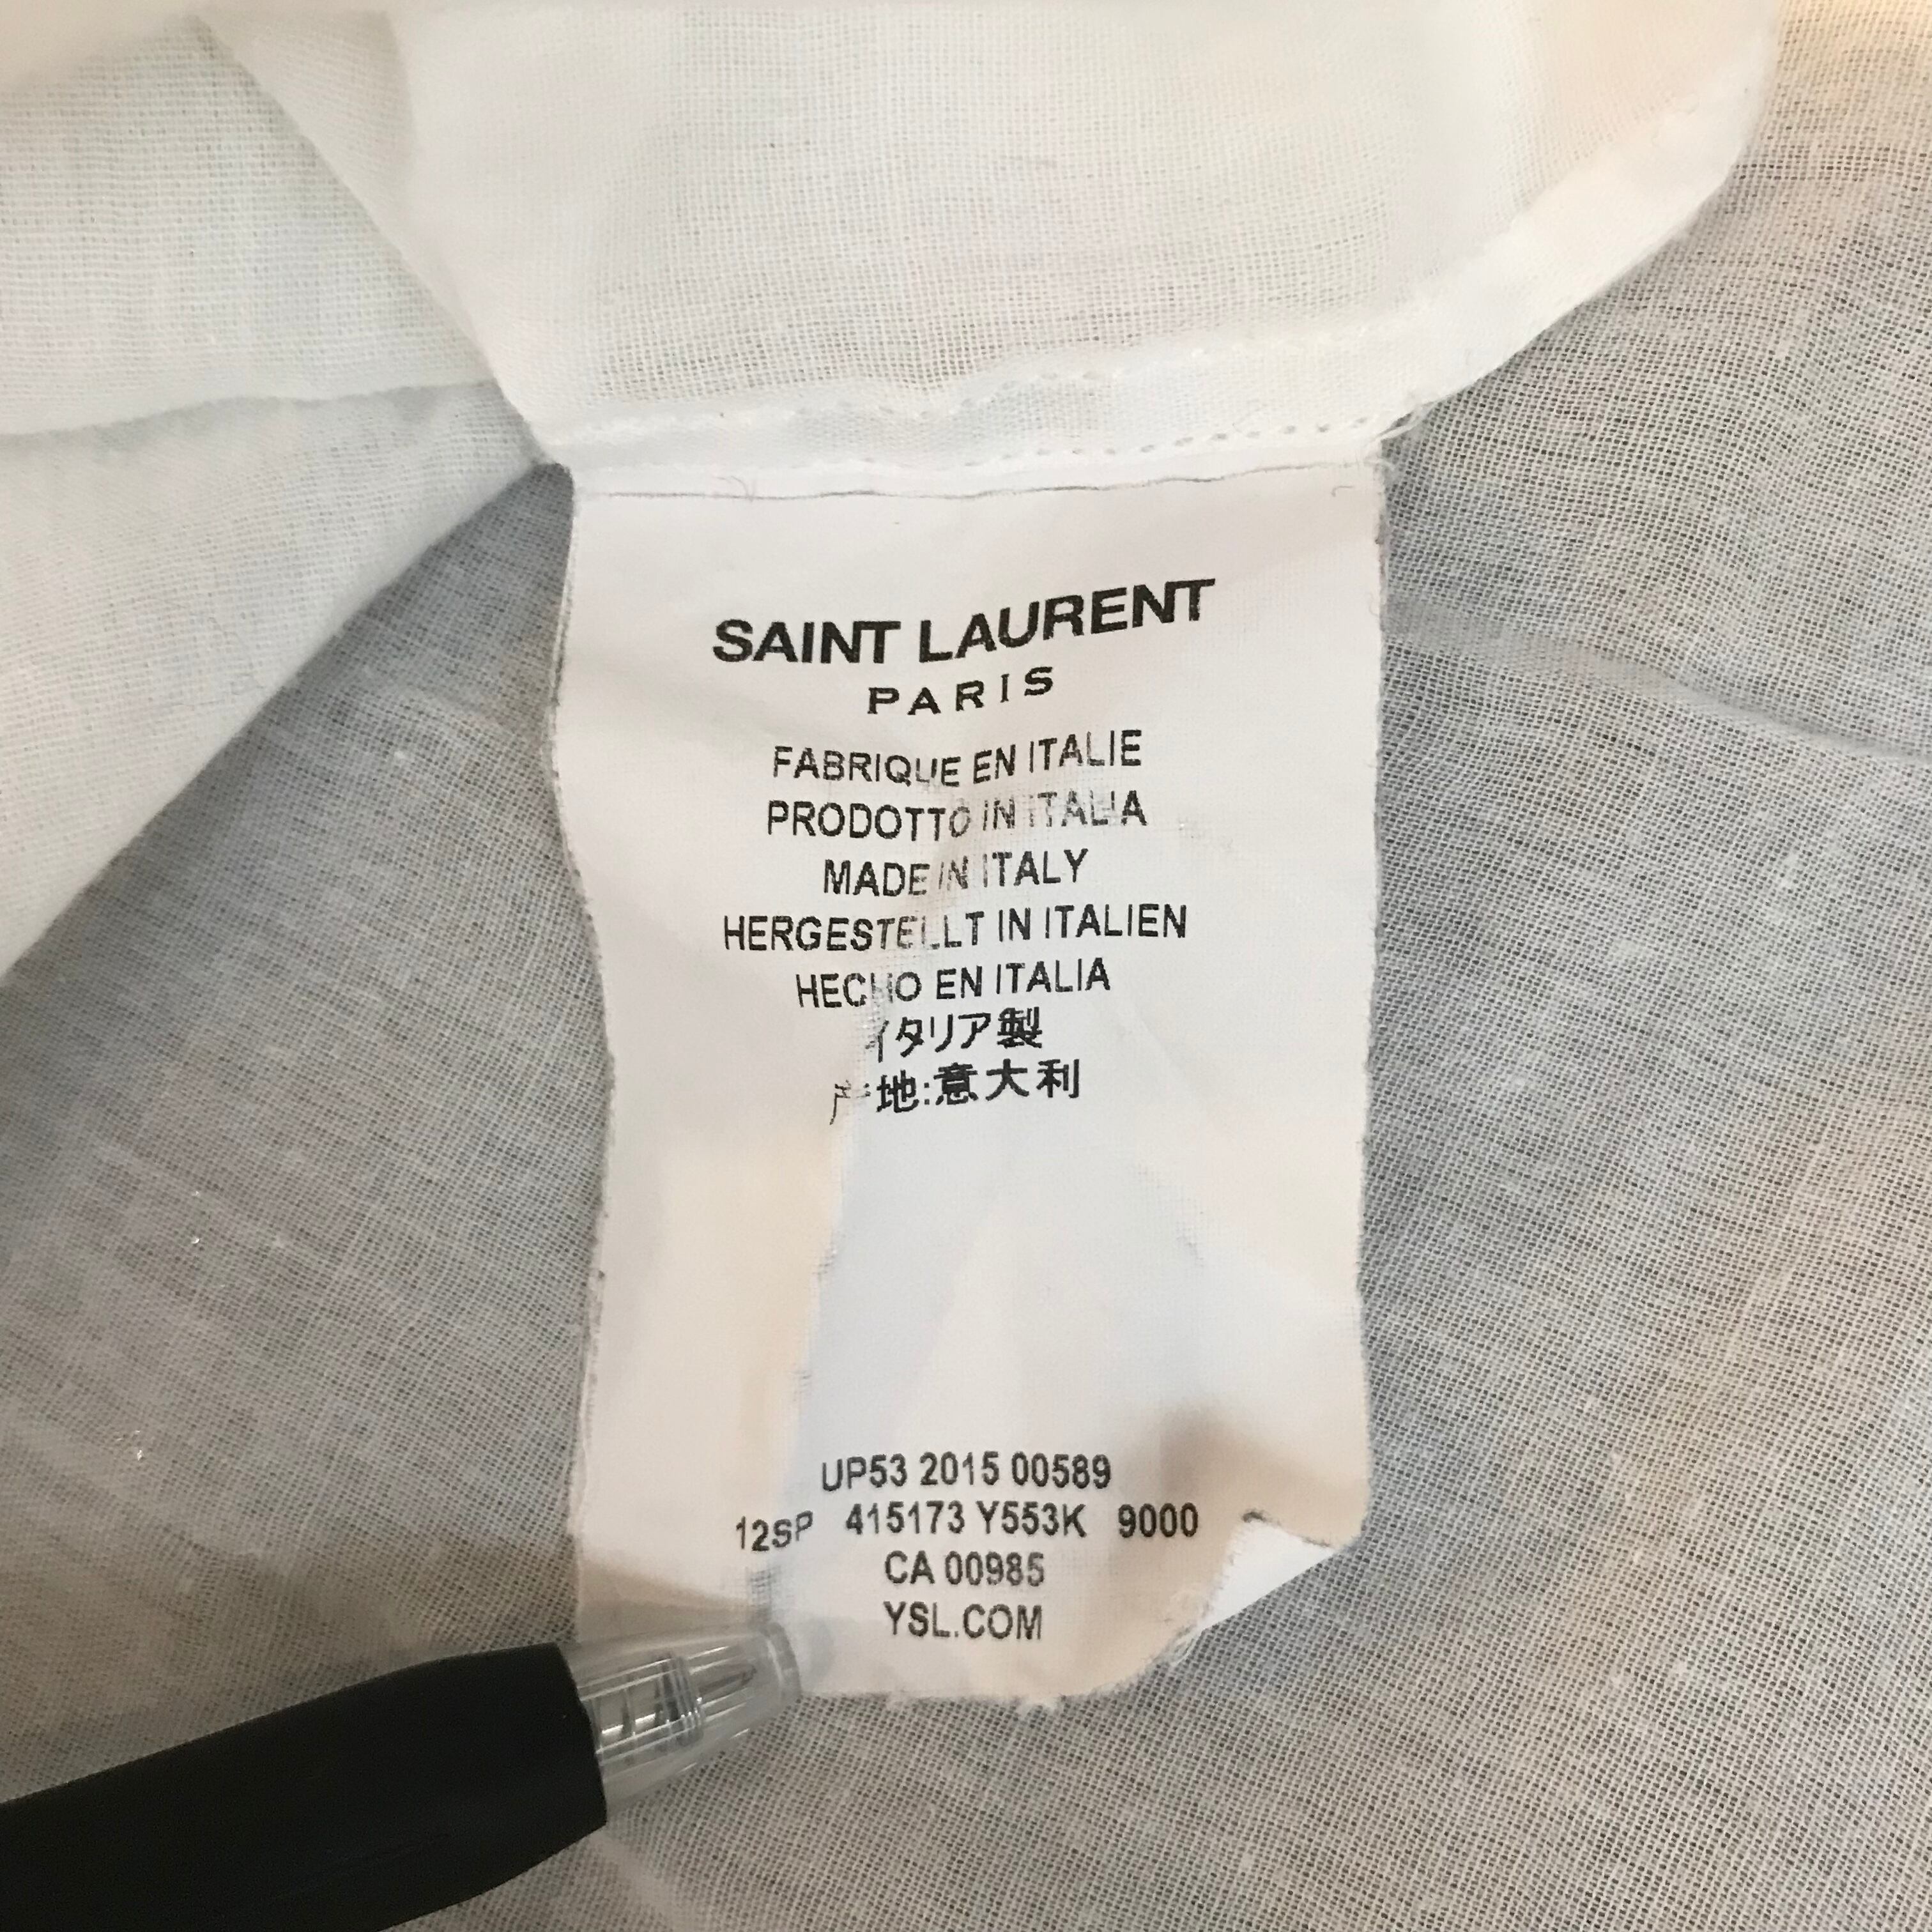 SAINT LAURENT
PARIS
FABRIQUE EN ITALIE
PRODOTTO IN ITALIA
MADE IN ITALY
HERGESTELLT IN ITALIEN
HECHO EN ITALIA
イタリア製
产地:意大利
UP53 2015 00589
12SP 415173 Y553K 9000
CA 00985
YSL.COM